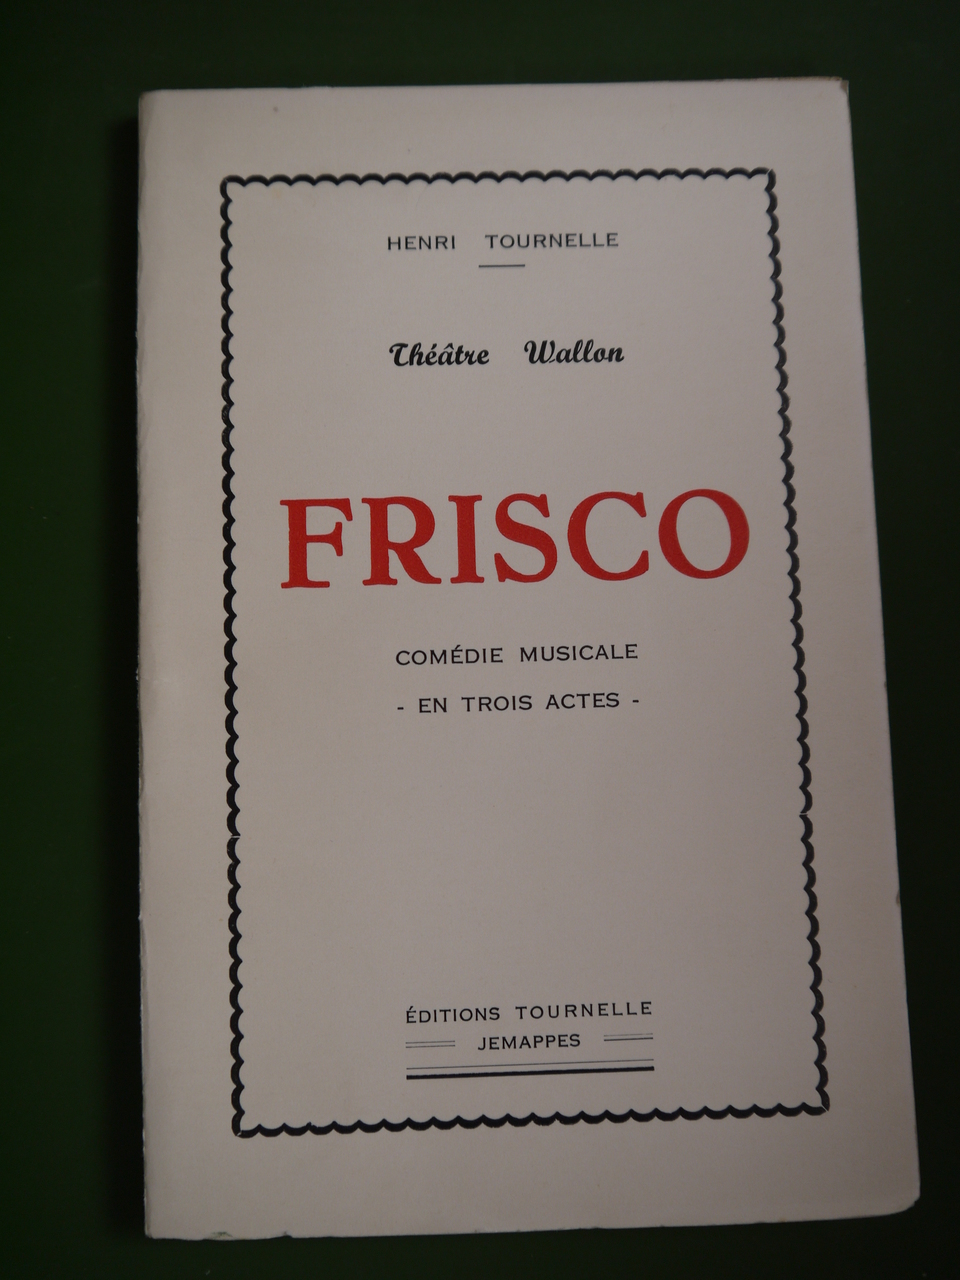 HENRI TOURNELLE
Théâtre Wallon
FRISCO
COMÉDIE MUSICALE
- EN TROIS ACTES -
ÉDITIONS TOURNELLE
JEMAPPES